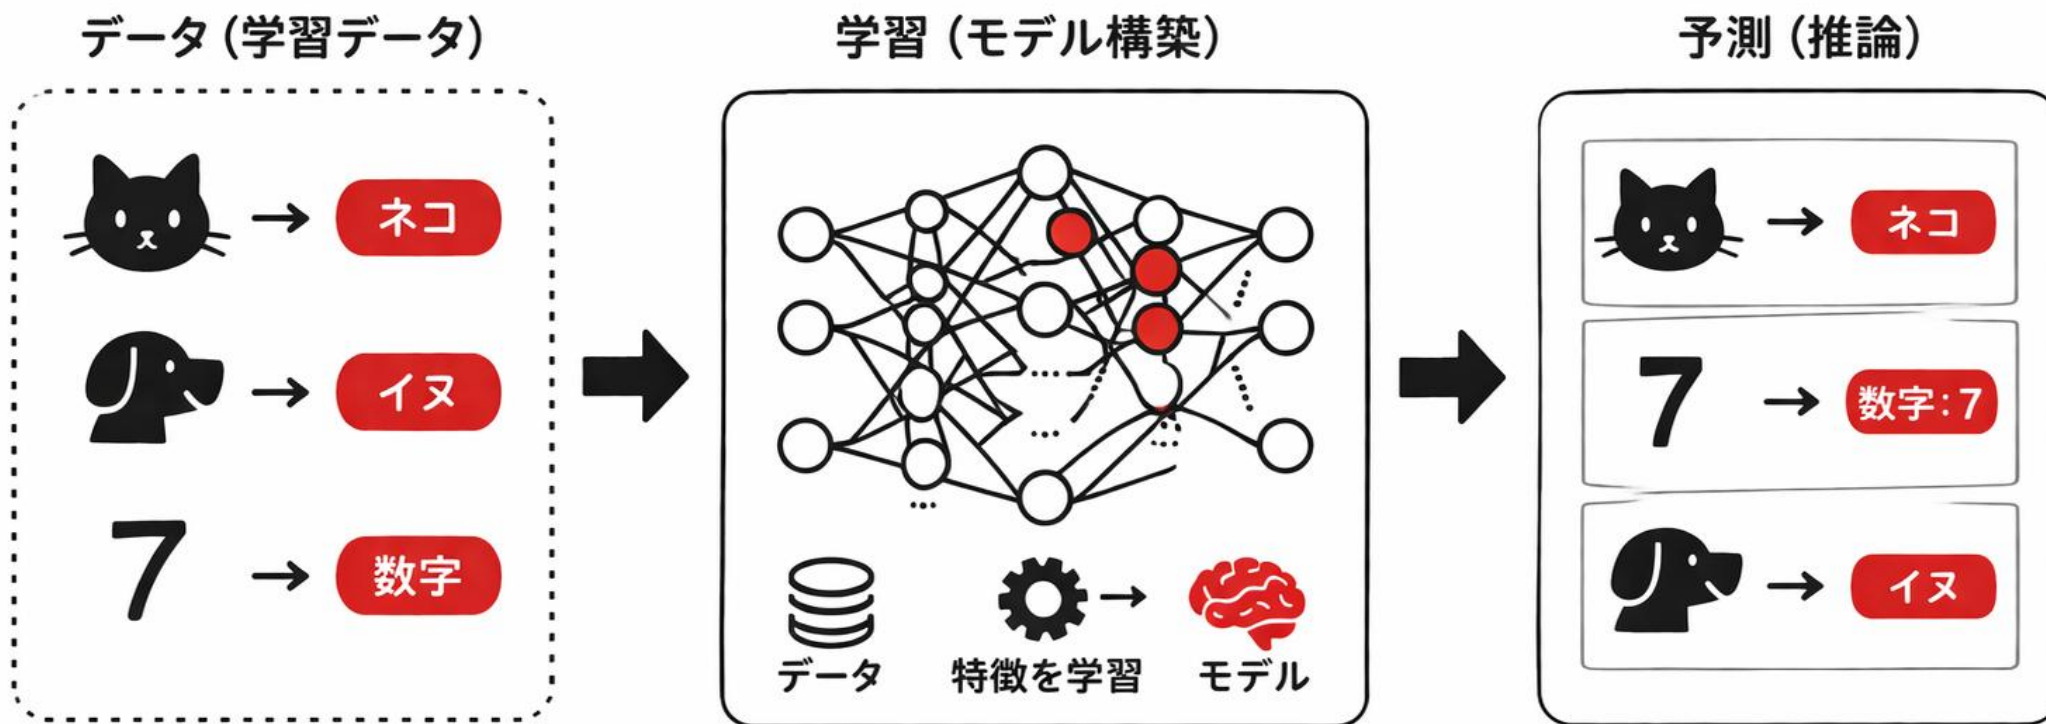 データ(学習データ)
ネコ
イヌ
7
数字
学習(モデル構築)
データ
特徴を学習
モデル
予測(推論)
ネコ
7
数字:7
イヌ